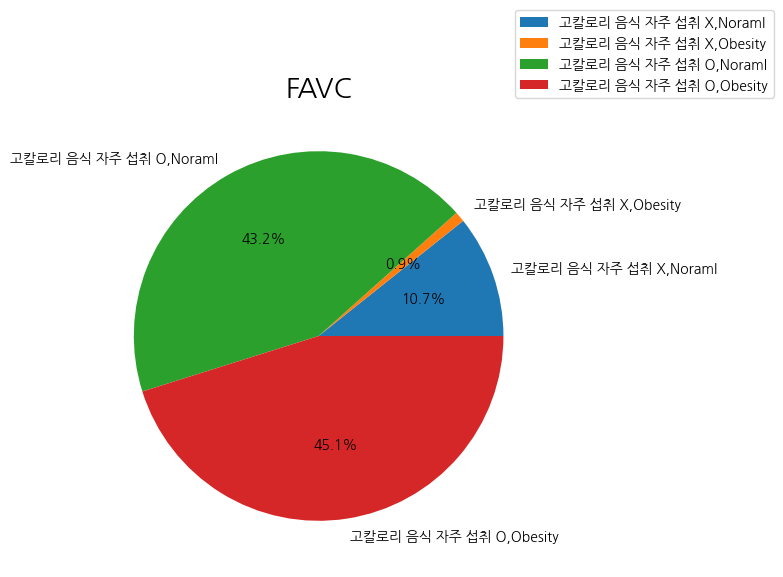 고칼로리 음식 자주 섭취 X,Noraml
고칼로리 음식 자주 섭취 X,Obesity
고칼로리 음식 자주 섭취 O,Noraml
고칼로리 음식 자주 섭취 O,Obesity
FAVC
고칼로리 음식 자주 섭취 O,Noraml
고칼로리 음식 자주 섭취 X,Obesity
43.2%
0.9%
고칼로리 음식 자주 섭취 X,Noraml
10.7%
45.1%
고칼로리 음식 자주 섭취 O,Obesity